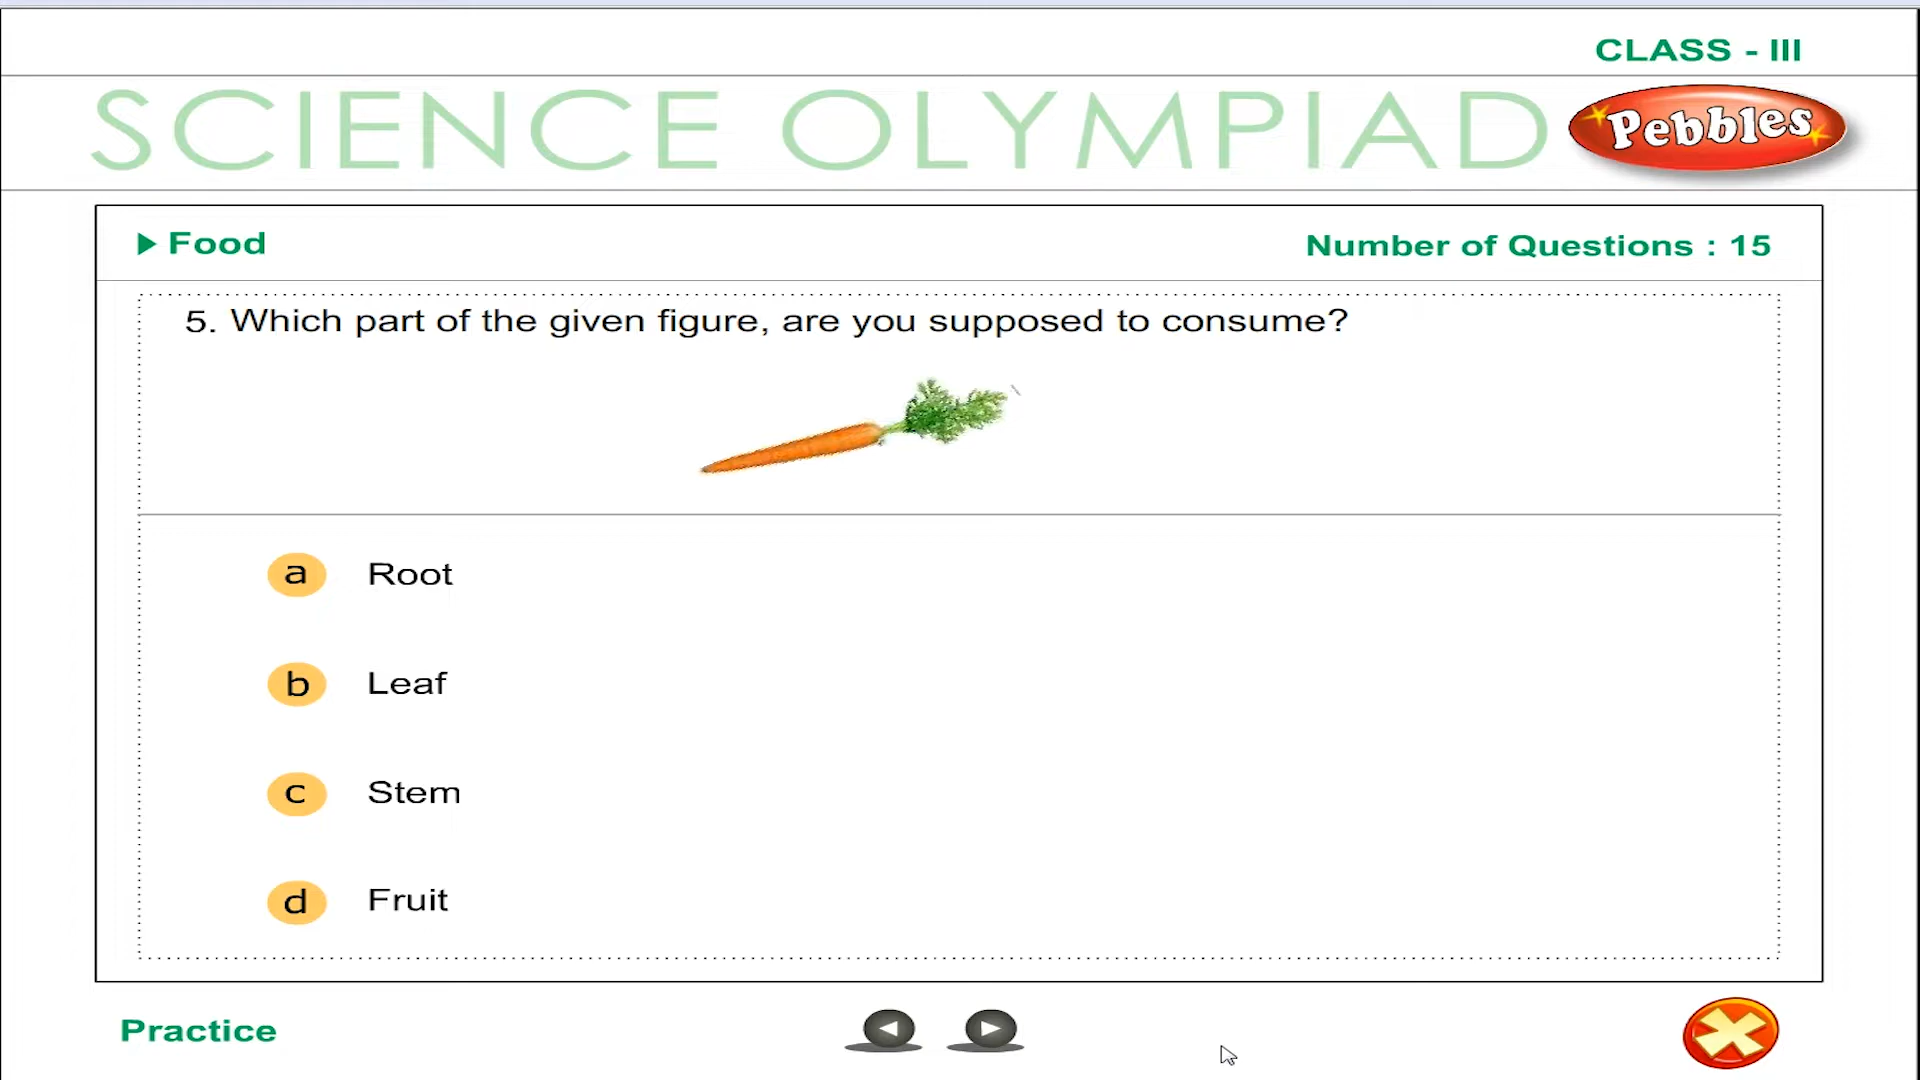 CLASS - III
SCIENCE OLYMPIAD
Pebbles
Food
Number of Questions : 15
5. Which part of the given figure, are you supposed to consume?
a Root
b Leaf
c Stem
d Fruit
Practice